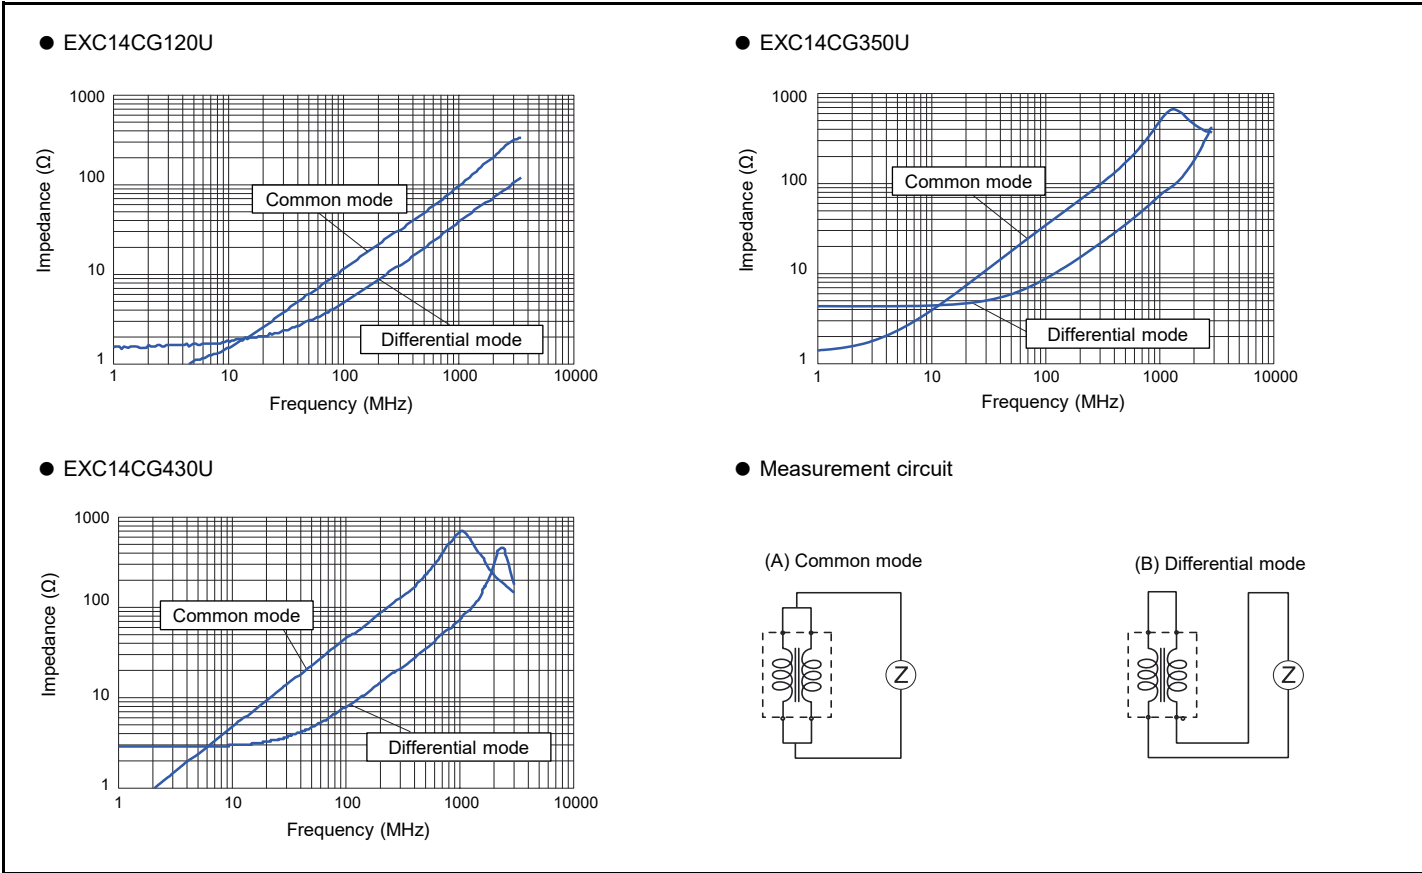 ● EXC14CG120U
1000
100
10
1
Impedance (Ω)
Common mode
Differential mode
1 10 100 1000 10000
Frequency (MHz)
● EXC14CG350U
1000
100
10
1
Impedance (Ω)
Common mode
Differential mode
1 10 100 1000 10000
Frequency (MHz)
● EXC14CG430U
1000
100
10
1
Impedance (Ω)
Common mode
Differential mode
1 10 100 1000 10000
Frequency (MHz)
● Measurement circuit
(A) Common mode
Z
(B) Differential mode
Z